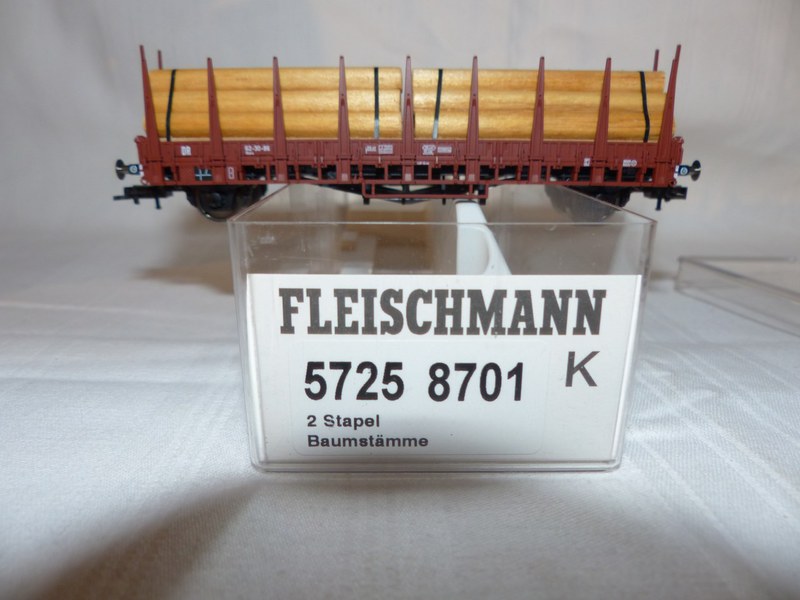 DR
FLEISCHMANN
5725 8701 K
2 Stapel
Baumstämme